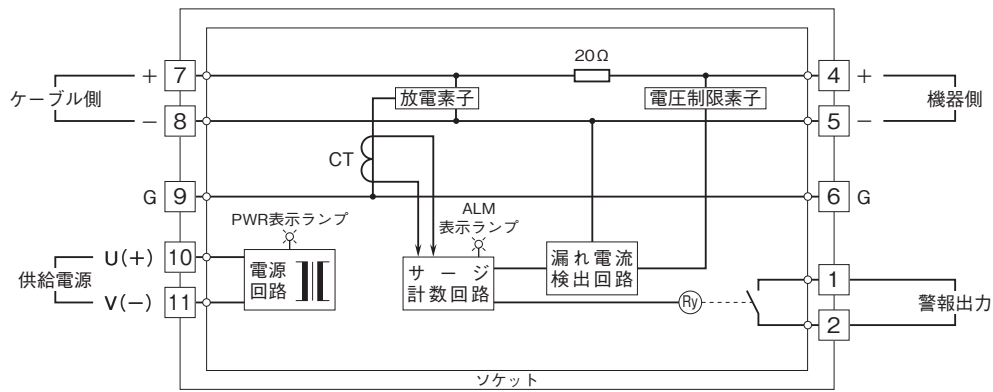 20Ω
+ 7
4 +
ケーブル側
放電素子
電圧制限素子
機器側
− 8
5 −
CT
G 9
6 G
PWR表示ランプ
ALM
表示ランプ
U(+) 10
供給電源
電源
回路
サージ
計数回路
漏れ電流
検出回路
V(−) 11
Ry
1
警報出力
2
ソケット